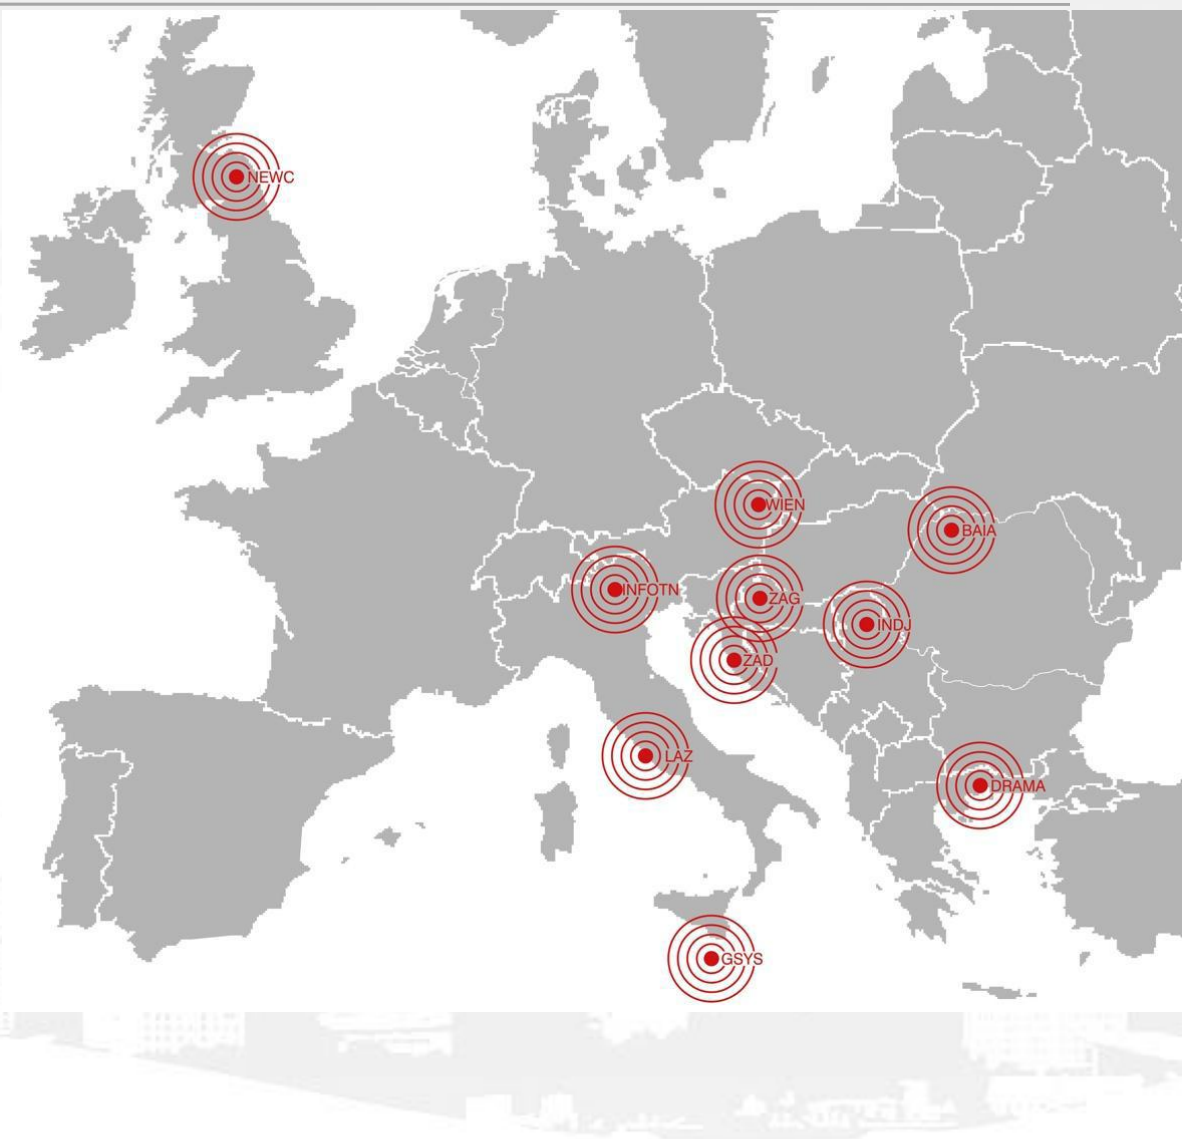 NEWC
WIEN
BAIA
INFOTN
ZAG
INDJ
ZAD
LAZ
DRAMA
GSYS